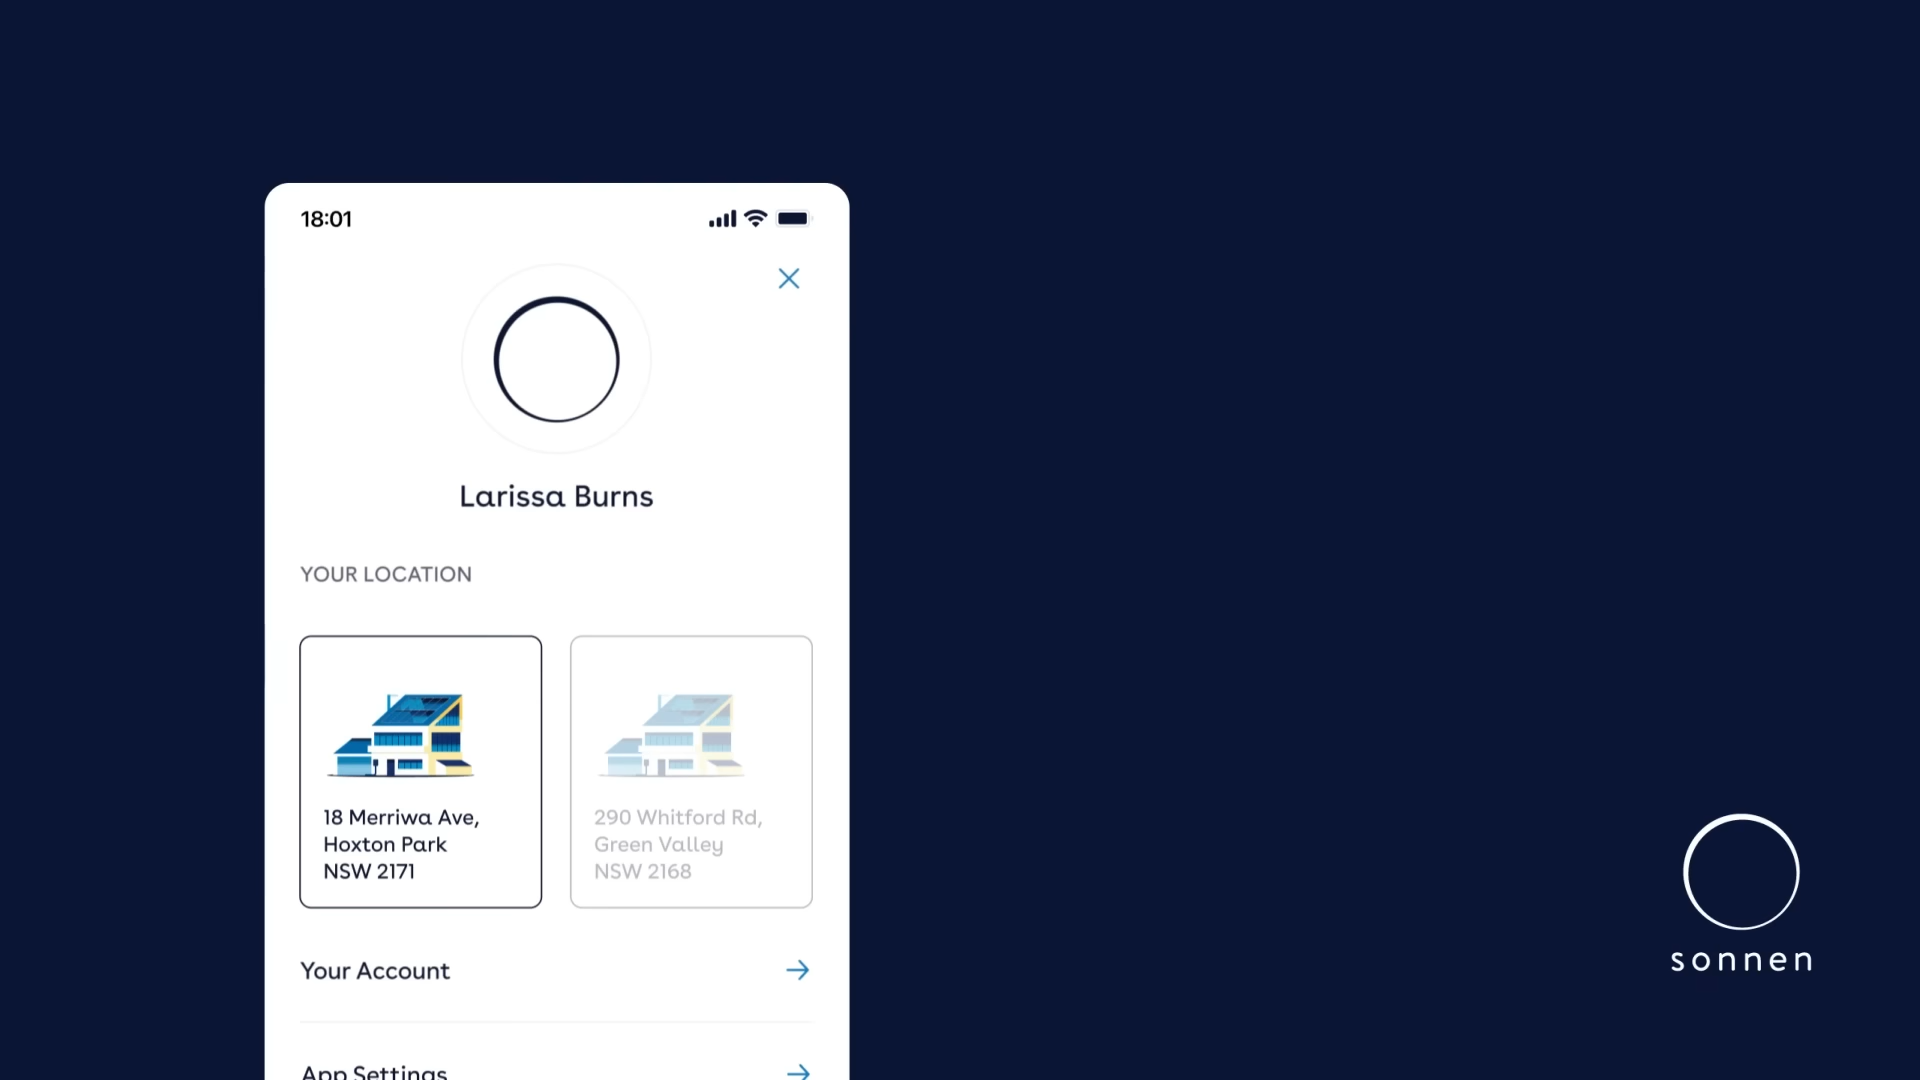 18:01
Larissa Burns
YOUR LOCATION
18 Merriwa Ave,
Hoxton Park
NSW 2171
290 Whitford Rd,
Green Valley
NSW 2168
Your Account
App Settings
sonnen